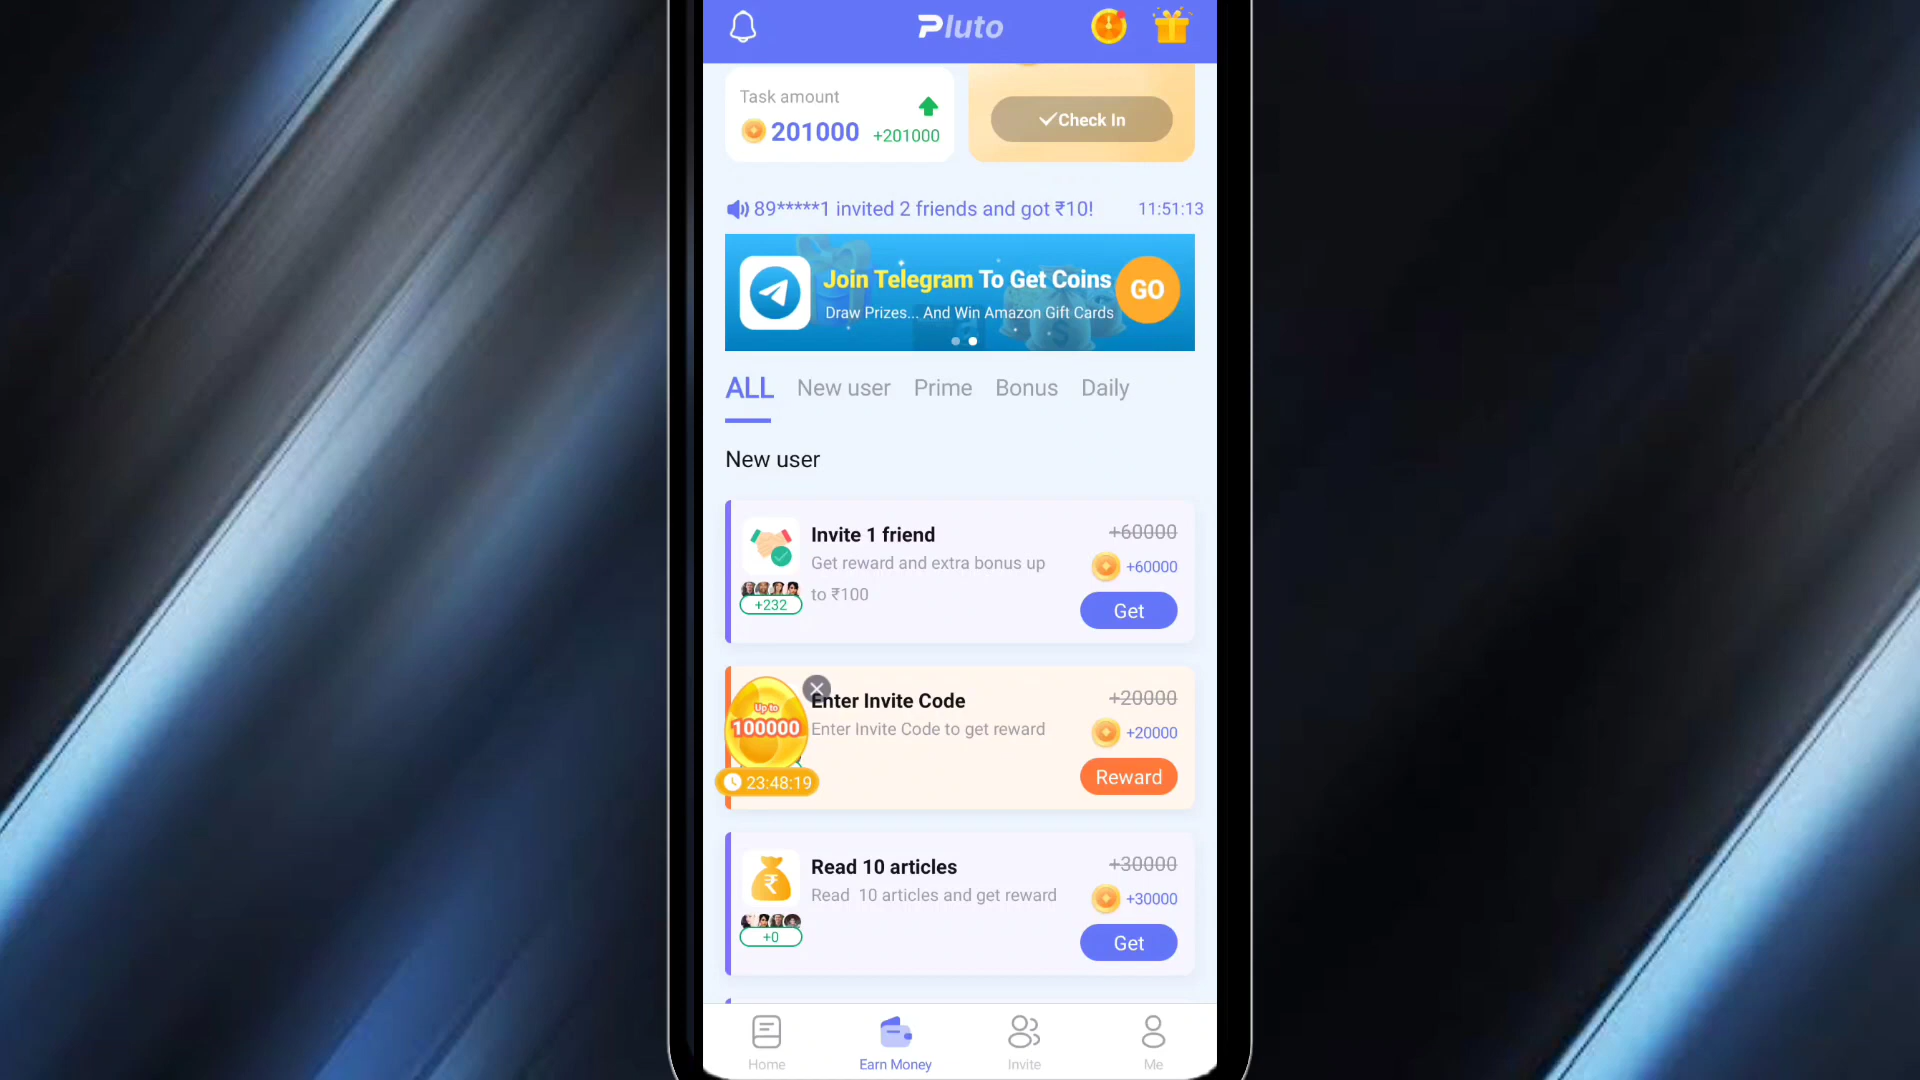 Pluto
Task amount
201000
+201000
Check In
89*****1 invited 2 friends and got ₹10!
11:51:13
Join Telegram To Get Coins
Draw Prizes... And Win Amazon Gift Cards
GO
ALL
New user
Prime
Bonus
Daily
New user
Invite 1 friend
+60000
Get reward and extra bonus up
to ₹100
+60000
+232
Get
Enter Invite Code
+20000
Enter Invite Code to get reward
+20000
Up to
100000
23:48:19
Reward
Read 10 articles
+30000
Read  10 articles and get reward
+30000
+0
Get
Home
Earn Money
Invite
Me